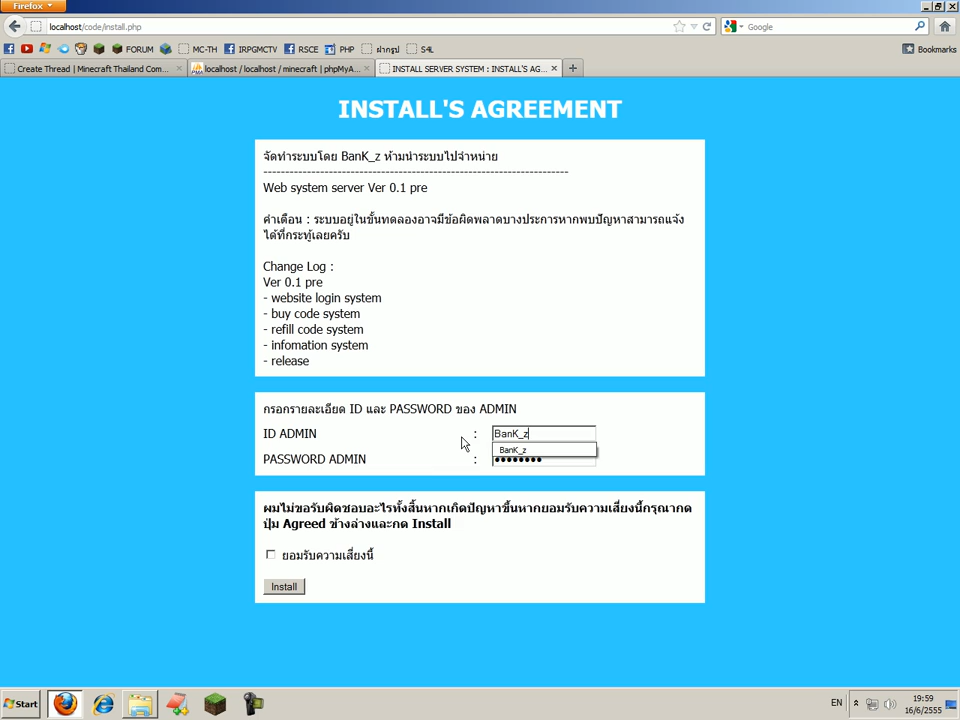 Firefox
localhost/code/install.php
Google
FORUM
MC-TH
IRPGMCTV
RSCE
PHP
ฝากรูป
S4L
Bookmarks
Create Thread | Minecraft Thailand Com...
localhost / localhost / minecraft | phpMyA...
INSTALL SERVER SYSTEM : INSTALL'S AG...
INSTALL'S AGREEMENT
จัดทำระบบโดย BanK_z ห้ามนำระบบไปจำหน่าย
----------------------------------------------------------------------
Web system server Ver 0.1 pre
คำเตือน : ระบบอยู่ในขั้นทดลองอาจมีข้อผิดพลาดบางประการหากพบปัญหาสามารถแจ้ง
ได้ที่กระทู้เลยครับ
Change Log :
Ver 0.1 pre
- website login system
- buy code system
- refill code system
- infomation system
- release
กรอกรายละเอียด ID และ PASSWORD ของ ADMIN
ID ADMIN : BanK_z
BanK_z
PASSWORD ADMIN : ••••••••
ผมไม่ขอรับผิดชอบอะไรทั้งสิ้นหากเกิดปัญหาขึ้นหากยอมรับความเสี่ยงนี้กรุณากด
ปุ่ม Agreed ข้างล่างและกด Install
ยอมรับความเสี่ยงนี้
Install
Start
EN
19:59
16/6/2555